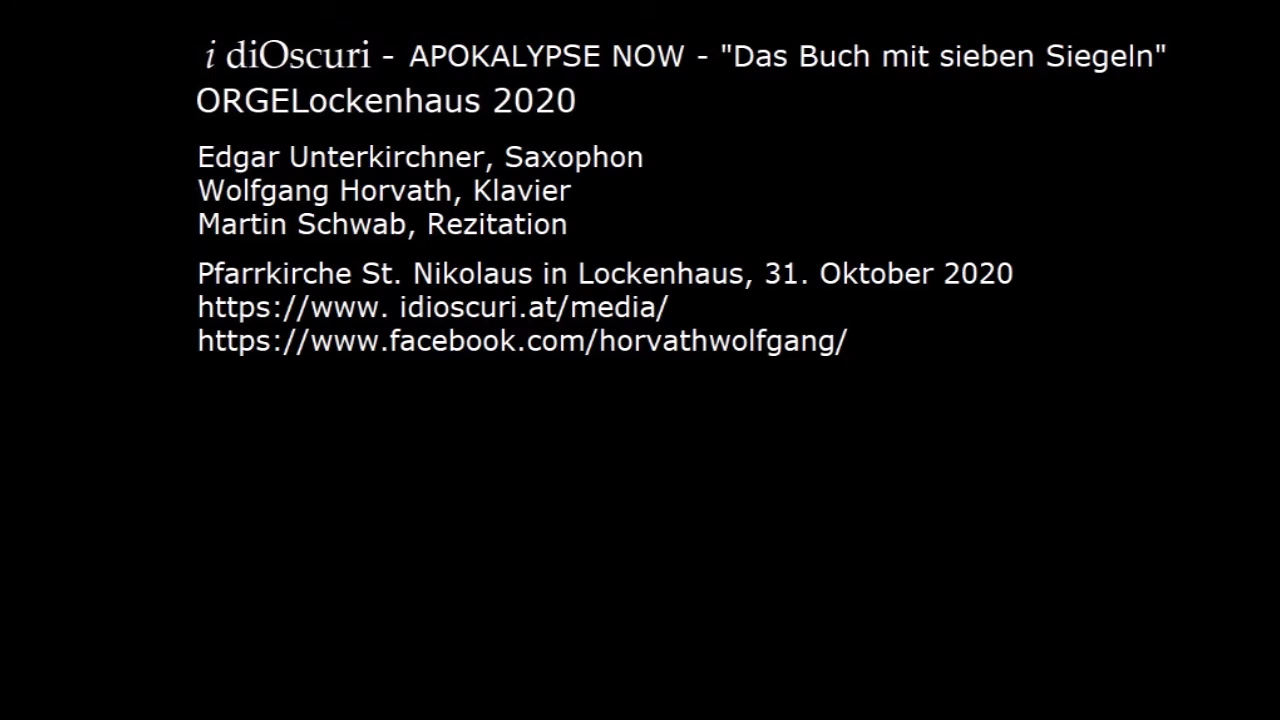 i diOscuri - APOKALYPSE NOW - "Das Buch mit sieben Siegeln"
ORGELockenhaus 2020
Edgar Unterkirchner, Saxophon
Wolfgang Horvath, Klavier
Martin Schwab, Rezitation
Pfarrkirche St. Nikolaus in Lockenhaus, 31. Oktober 2020
https://www. idioscuri.at/media/
https://www.facebook.com/horvathwolfgang/